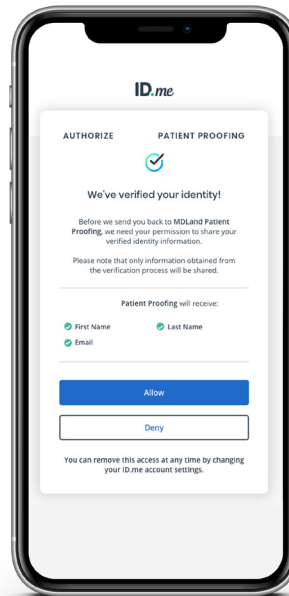 ID.me
AUTHORIZE PATIENT PROOFING
We've verified your identity!
Before we send you back to MDLand Patient
Proofing, we need your permission to share your
verified identity information.
Please note that only information obtained from
the verification process will be shared.
Patient Proofing will receive:
First Name Last Name
Email
Allow
Deny
You can remove this access at any time by changing
your ID.me account settings.